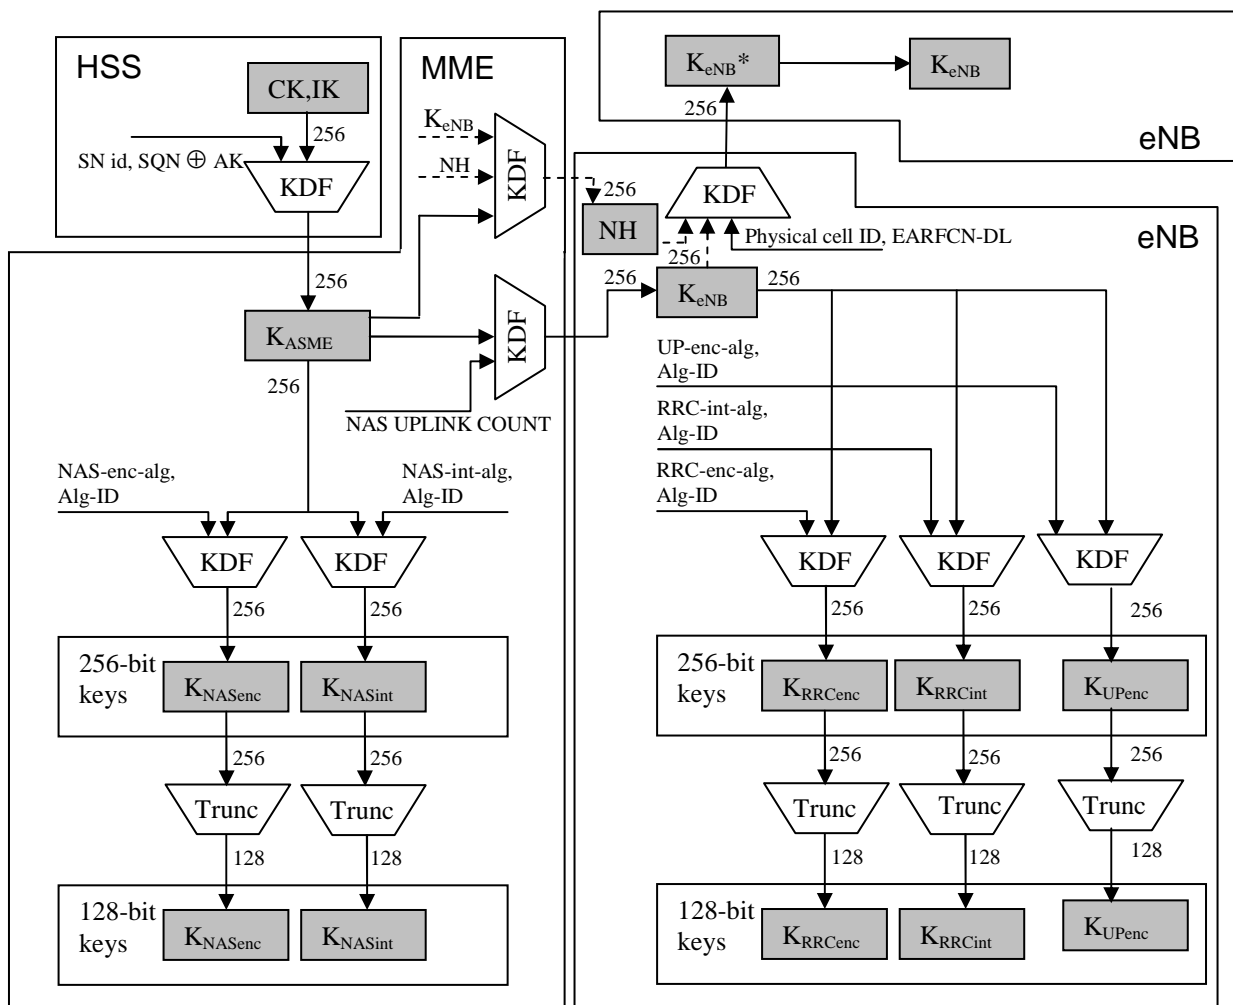 HSS
CK,IK
256
SN id, SQN ⊕ AK
KDF
256
MME
K_eNB
NH
KDF
256
NH
K_eNB*
K_eNB
256
eNB
KDF
eNB
Physical cell ID, EARFCN-DL
256
K_ASME
256
KDF
NAS UPLINK COUNT
256
K_eNB
256
UP-enc-alg,
Alg-ID
RRC-int-alg,
Alg-ID
RRC-enc-alg,
Alg-ID
NAS-enc-alg,
Alg-ID
NAS-int-alg,
Alg-ID
KDF
KDF
KDF
KDF
KDF
256
256
256
256
256
256-bit
keys
K_NASenc
K_NASint
256-bit
keys
K_RRCenc
K_RRCint
K_UPenc
256
256
256
256
256
Trunc
Trunc
Trunc
Trunc
Trunc
128
128
128
128
128
128-bit
keys
K_NASenc
K_NASint
128-bit
keys
K_RRCenc
K_RRCint
K_UPenc